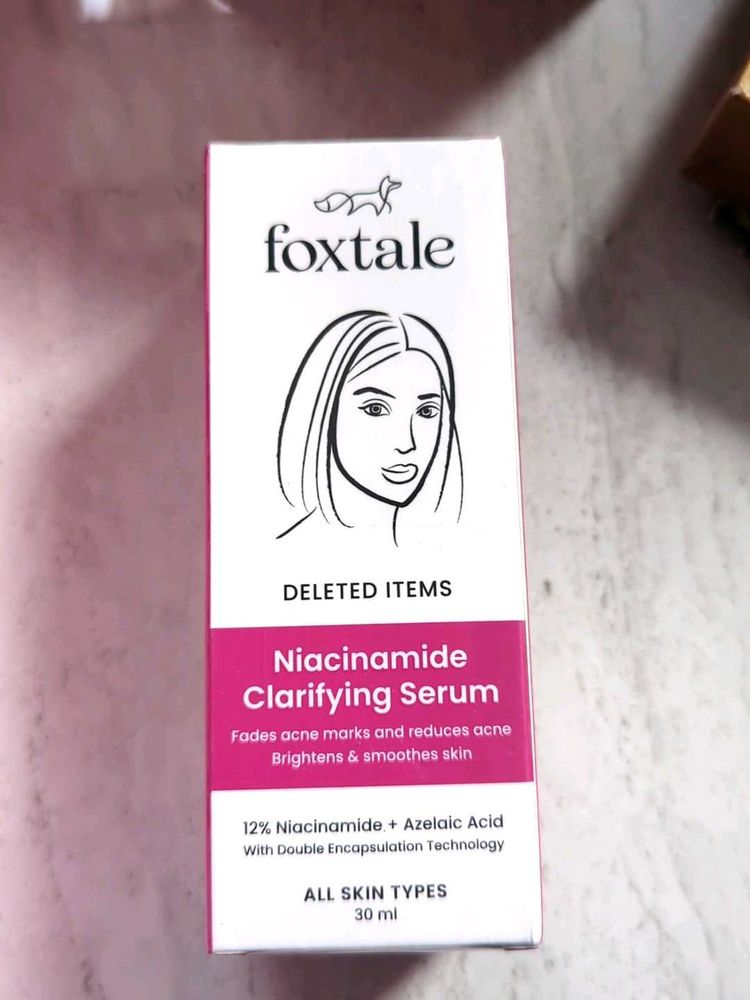 foxtale
DELETED ITEMS
Niacinamide
Clarifying Serum
Fades acne marks and reduces acne
Brightens & smoothes skin
12% Niacinamide + Azelaic Acid
With Double Encapsulation Technology
ALL SKIN TYPES
30 ml